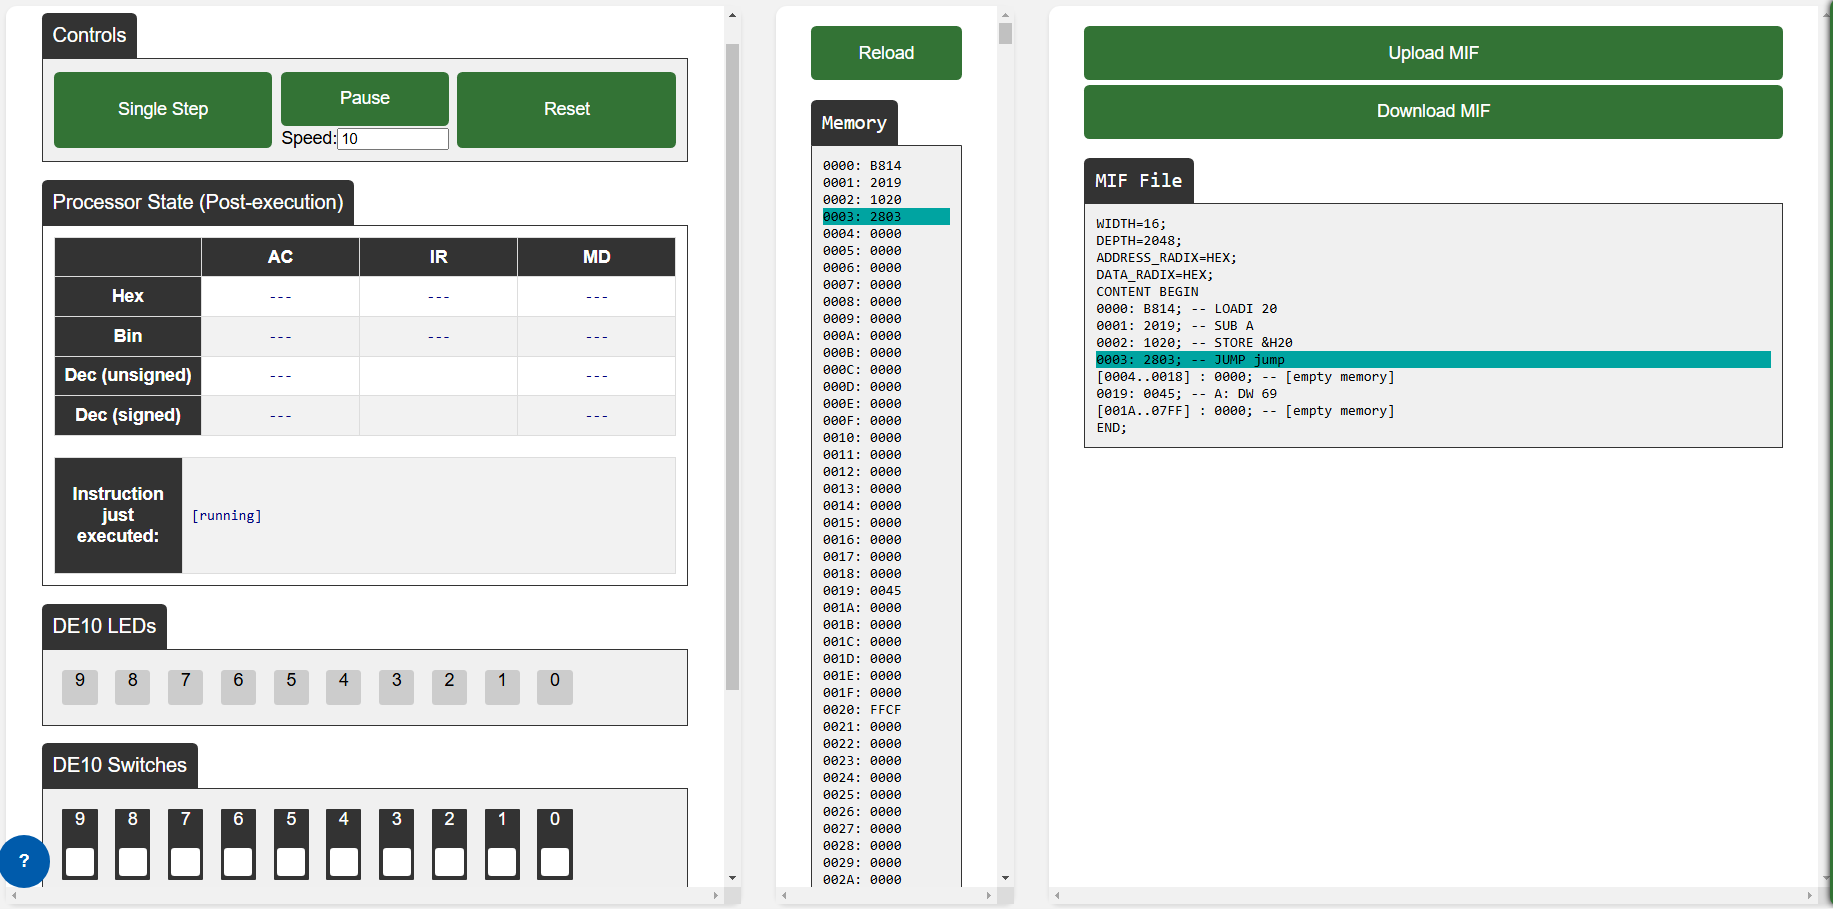 Controls
Single Step
Pause
Speed: 10
Reset
Processor State (Post-execution)
AC IR MD
Hex --- --- ---
Bin --- --- ---
Dec (unsigned) --- ---
Dec (signed) --- ---
Instruction
just
executed:
[running]
DE10 LEDs
9 8 7 6 5 4 3 2 1 0
DE10 Switches
9 8 7 6 5 4 3 2 1 0
?
Reload
Memory
0000: B814
0001: 2019
0002: 1020
0003: 2803
0004: 0000
0005: 0000
0006: 0000
0007: 0000
0008: 0000
0009: 0000
000A: 0000
000B: 0000
000C: 0000
000D: 0000
000E: 0000
000F: 0000
0010: 0000
0011: 0000
0012: 0000
0013: 0000
0014: 0000
0015: 0000
0016: 0000
0017: 0000
0018: 0000
0019: 0045
001A: 0000
001B: 0000
001C: 0000
001D: 0000
001E: 0000
001F: 0000
0020: FFCF
0021: 0000
0022: 0000
0023: 0000
0024: 0000
0025: 0000
0026: 0000
0027: 0000
0028: 0000
0029: 0000
002A: 0000
Upload MIF
Download MIF
MIF File
WIDTH=16;
DEPTH=2048;
ADDRESS_RADIX=HEX;
DATA_RADIX=HEX;
CONTENT BEGIN
0000: B814; -- LOADI 20
0001: 2019; -- SUB A
0002: 1020; -- STORE &H20
0003: 2803; -- JUMP jump
[0004..0018] : 0000; -- [empty memory]
0019: 0045; -- A: DW 69
[001A..07FF] : 0000; -- [empty memory]
END;